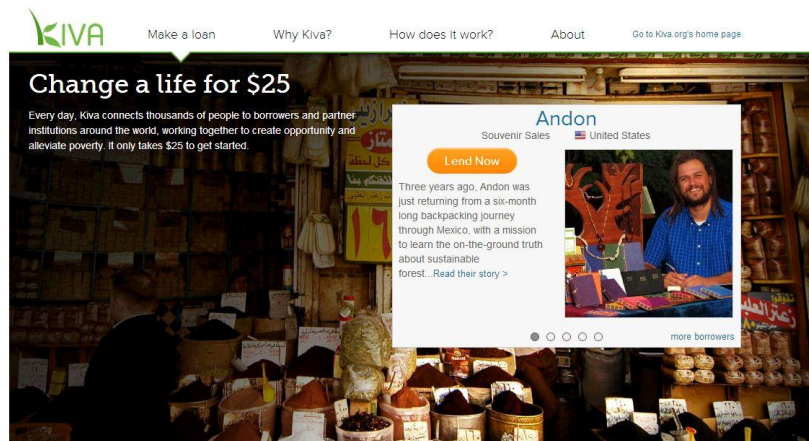 KIVA
Make a loan
Why Kiva?
How does it work?
About
Go to Kiva.org's home page
Change a life for $25
Every day, Kiva connects thousands of people to borrowers and partner
institutions around the world, working together to create opportunity and
alleviate poverty. It only takes $25 to get started.
Andon
Souvenir Sales
United States
Lend Now
Three years ago, Andon was
just returning from a six-month
long backpacking journey
through Mexico, with a mission
to learn the on-the-ground truth
about sustainable
forest...Read their story >
more borrowers
ممتاز